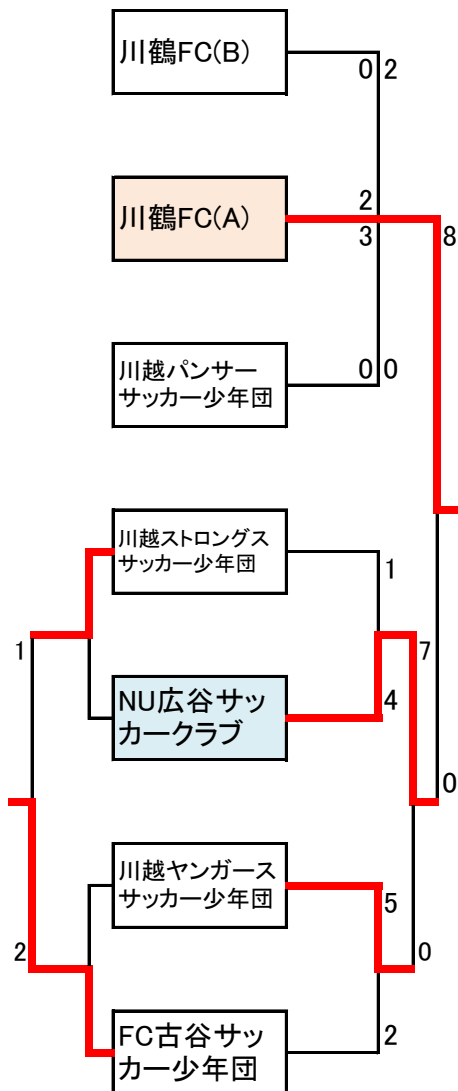 川鶴FC(B)
0 2
川鶴FC(A)
2
3
8
川越パンサー
サッカー少年団
0 0
川越ストロングス
サッカー少年団
1
1
7
NU広谷サッ
カークラブ
4
0
川越ヤンガース
サッカー少年団
5
2
0
FC古谷サッ
カー少年団
2